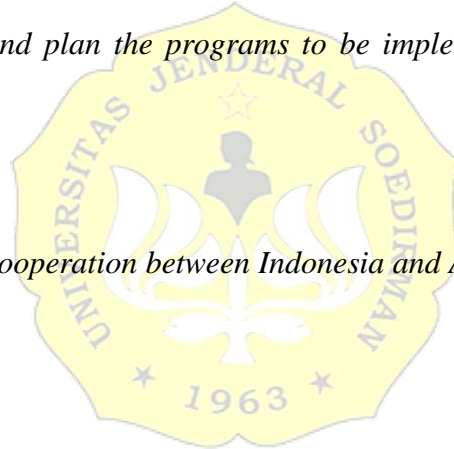 nd plan the programs to be imple
UNIVERSITAS JENDERAL SOEDIRMAN
ooperation between Indonesia and A
1963